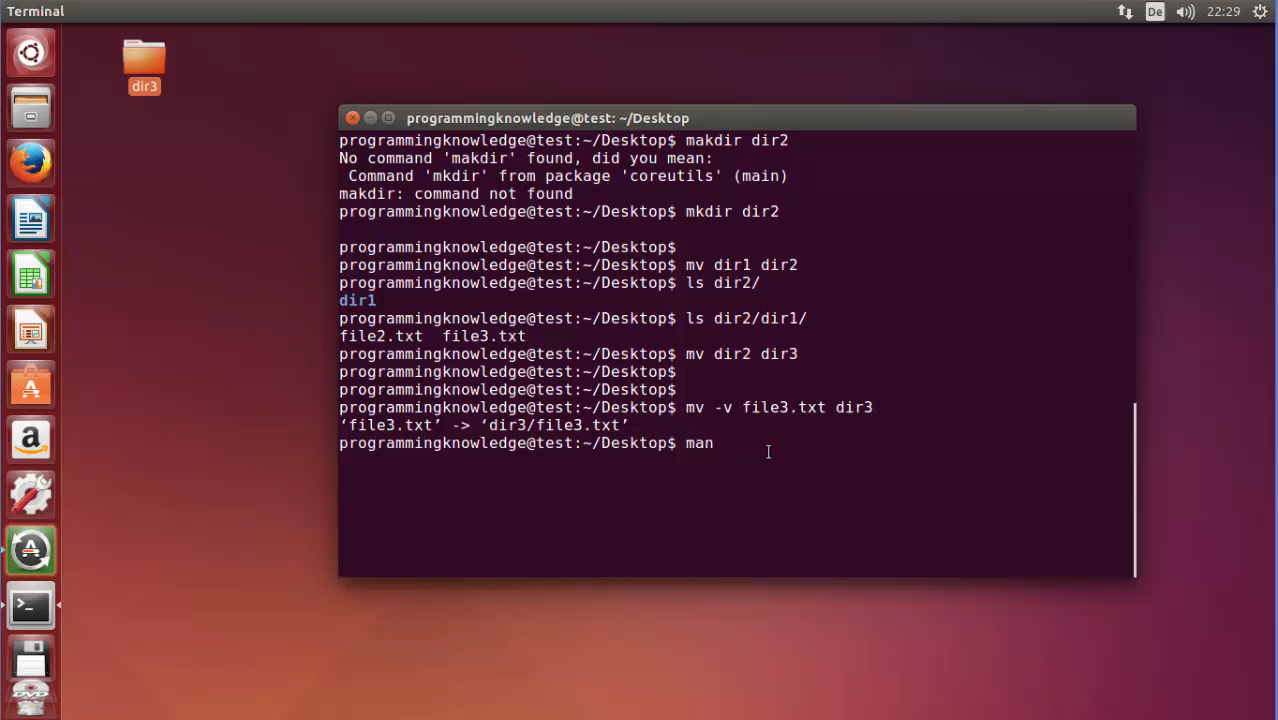 Terminal
De
22:29
dir3
programmingknowledge@test: ~/Desktop
programmingknowledge@test:~/Desktop$ makdir dir2
No command 'makdir' found, did you mean:
 Command 'mkdir' from package 'coreutils' (main)
makdir: command not found
programmingknowledge@test:~/Desktop$ mkdir dir2
programmingknowledge@test:~/Desktop$
programmingknowledge@test:~/Desktop$ mv dir1 dir2
programmingknowledge@test:~/Desktop$ ls dir2/
dir1
programmingknowledge@test:~/Desktop$ ls dir2/dir1/
file2.txt  file3.txt
programmingknowledge@test:~/Desktop$ mv dir2 dir3
programmingknowledge@test:~/Desktop$
programmingknowledge@test:~/Desktop$
programmingknowledge@test:~/Desktop$ mv -v file3.txt dir3
‘file3.txt’ -> ‘dir3/file3.txt’
programmingknowledge@test:~/Desktop$ man